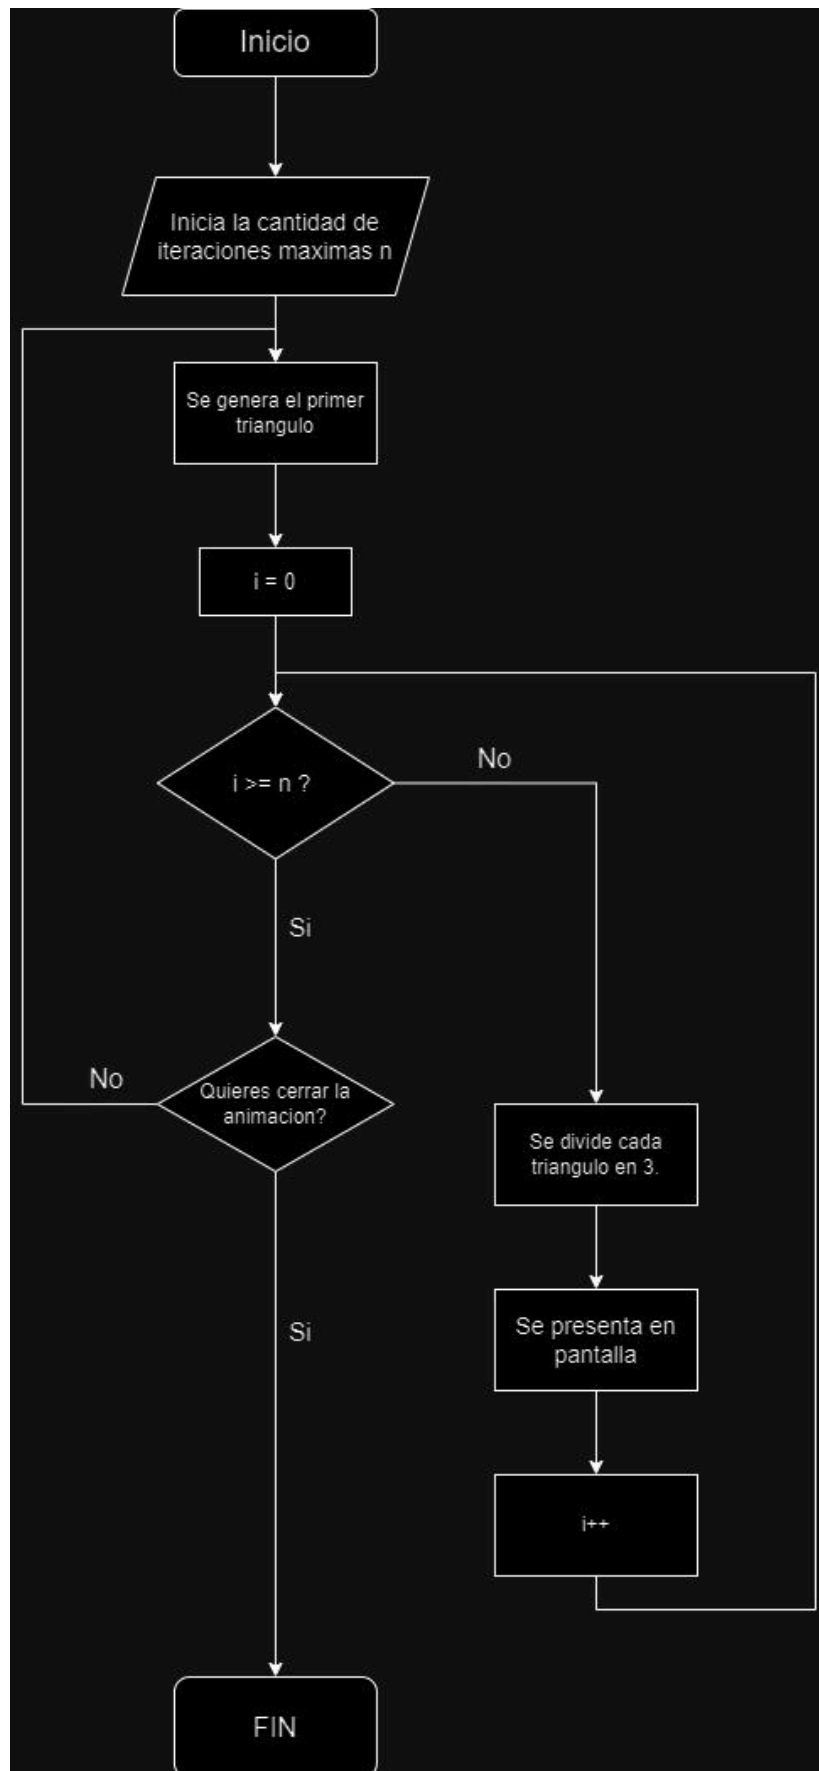 Inicio
Inicia la cantidad de
iteraciones maximas n
Se genera el primer
triangulo
i = 0
i >= n ?
No
Si
No
Quieres cerrar la
animacion?
Se divide cada
triangulo en 3.
Se presenta en
pantalla
Si
i++
FIN